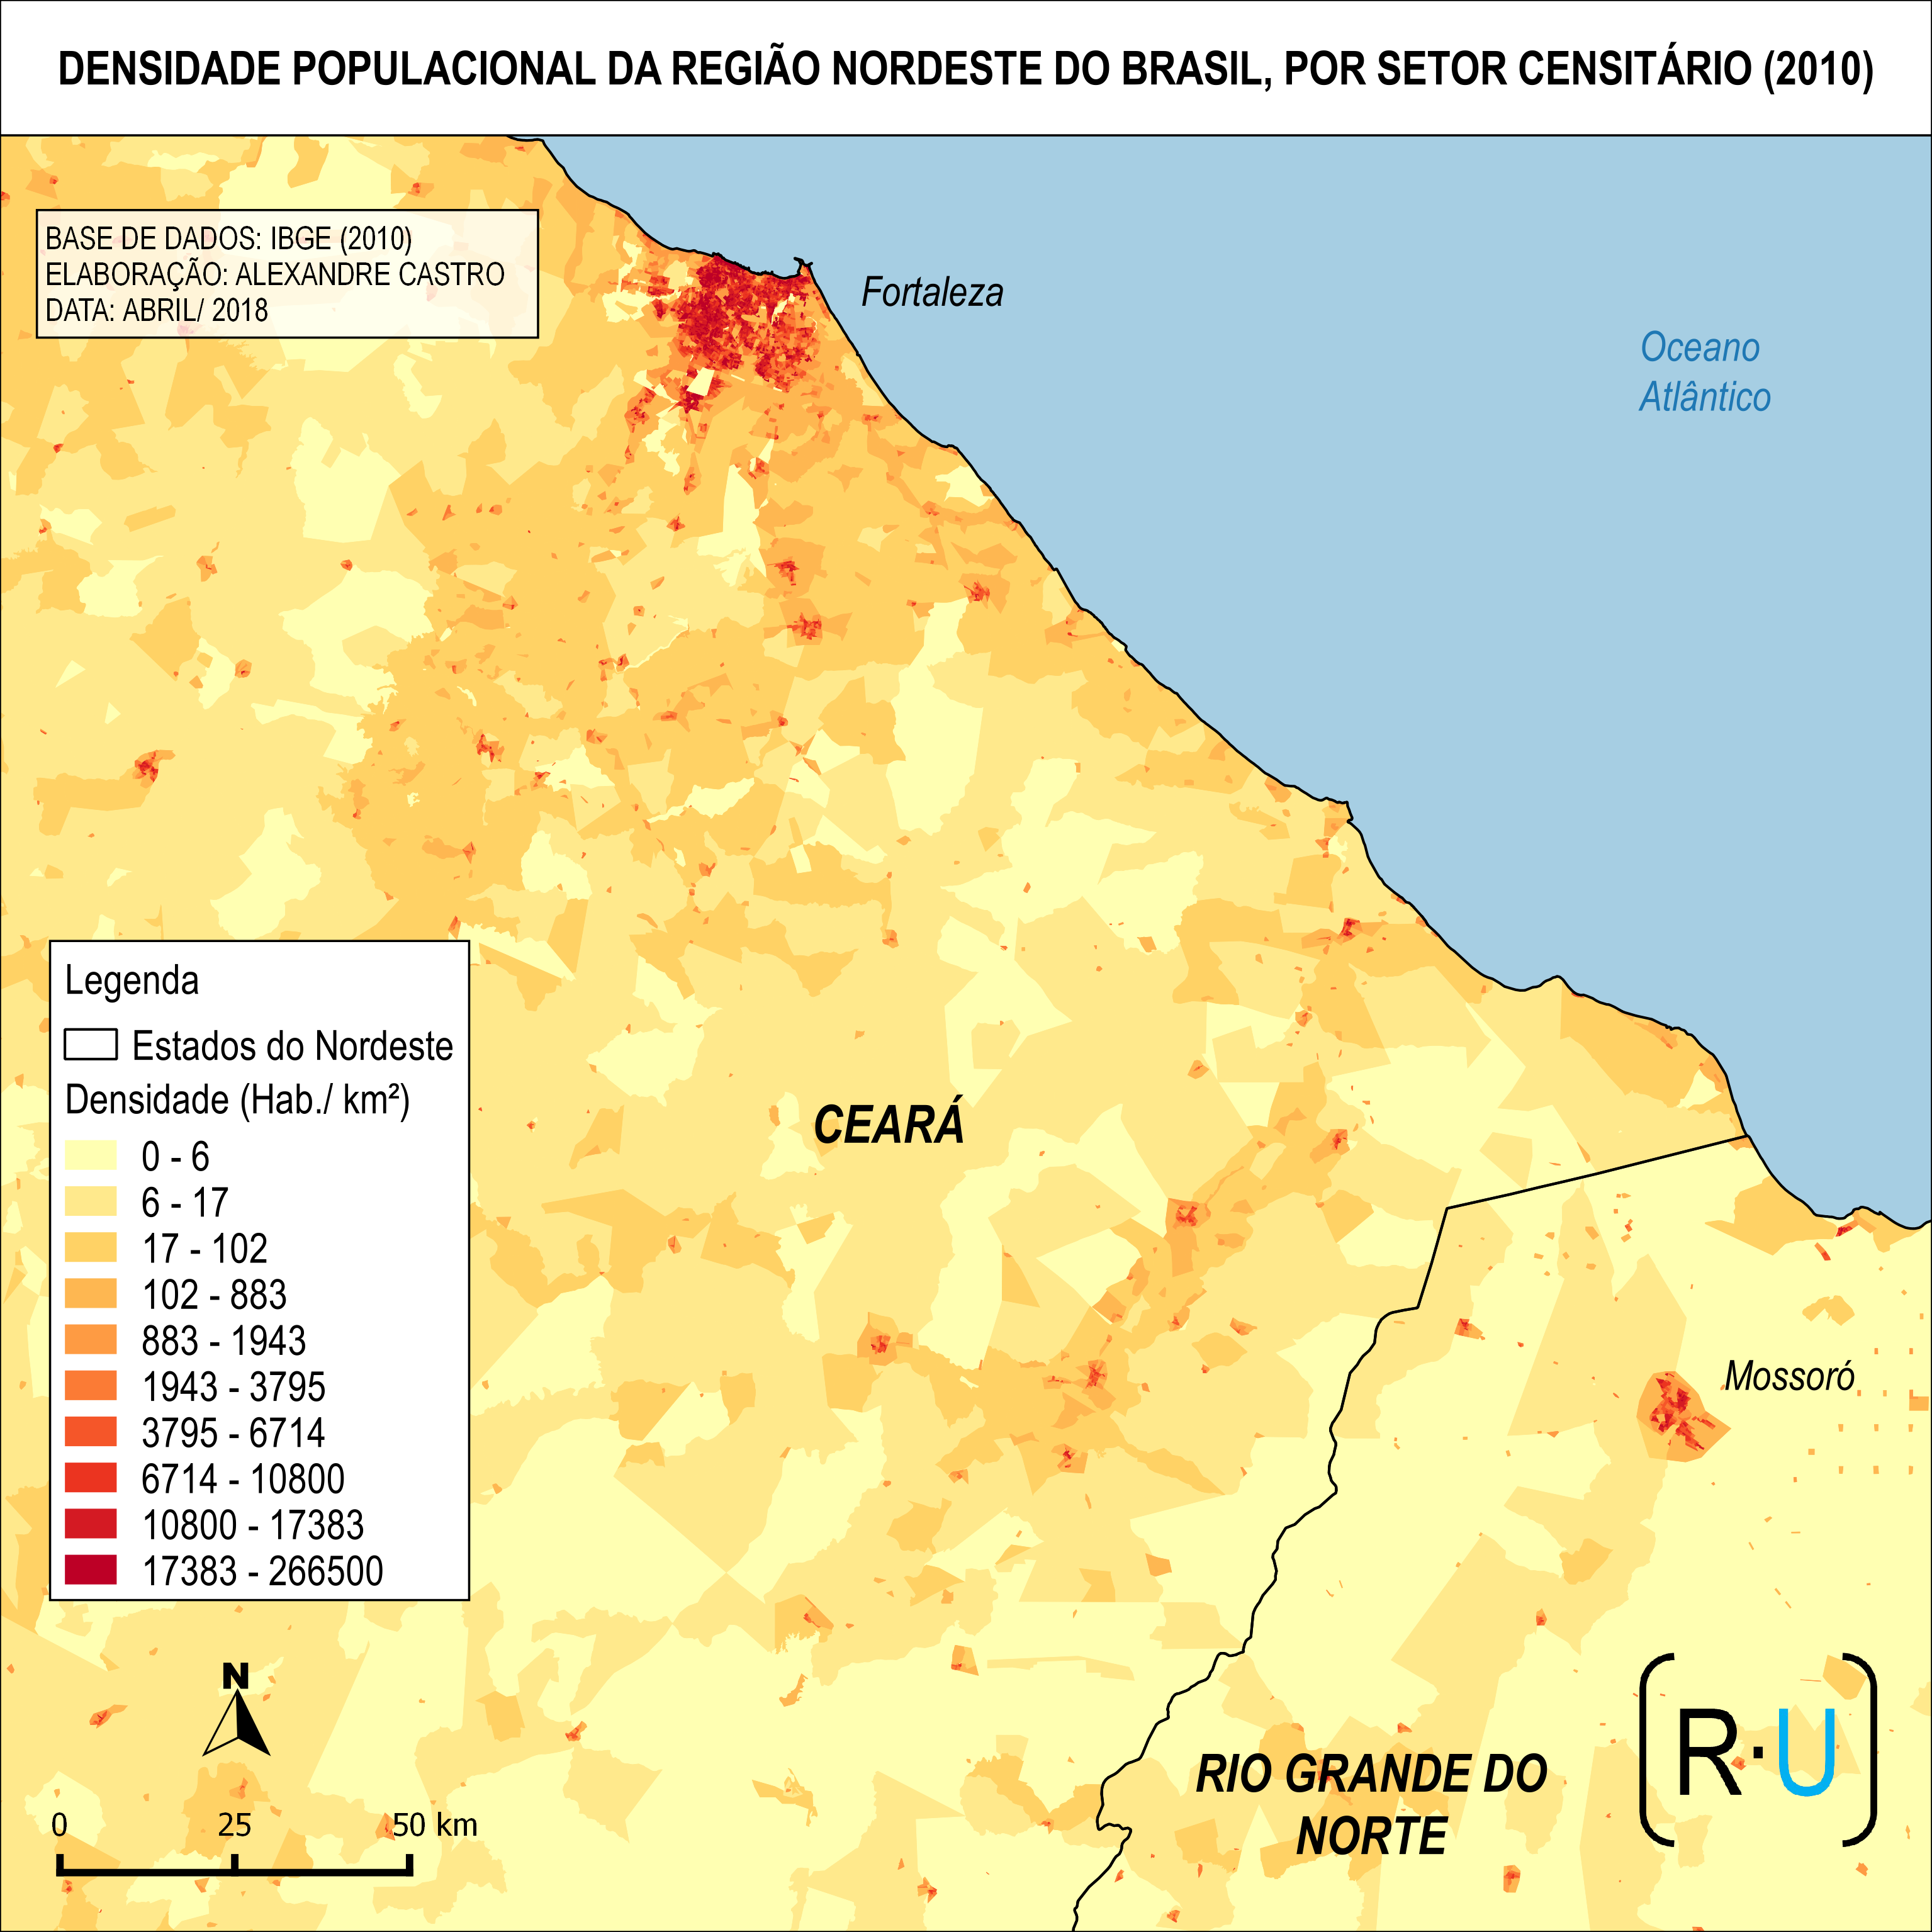 DENSIDADE POPULACIONAL DA REGIÃO NORDESTE DO BRASIL, POR SETOR CENSITÁRIO (2010)
BASE DE DADOS: IBGE (2010)
ELABORAÇÃO: ALEXANDRE CASTRO
DATA: ABRIL/ 2018
Fortaleza
Oceano
Atlântico
Legenda
Estados do Nordeste
Densidade (Hab./ km²)
0 - 6
6 - 17
17 - 102
102 - 883
883 - 1943
1943 - 3795
3795 - 6714
6714 - 10800
10800 - 17383
17383 - 266500
CEARÁ
Mossoró
N
0 25 50 km
RIO GRANDE DO
NORTE
[R·U]